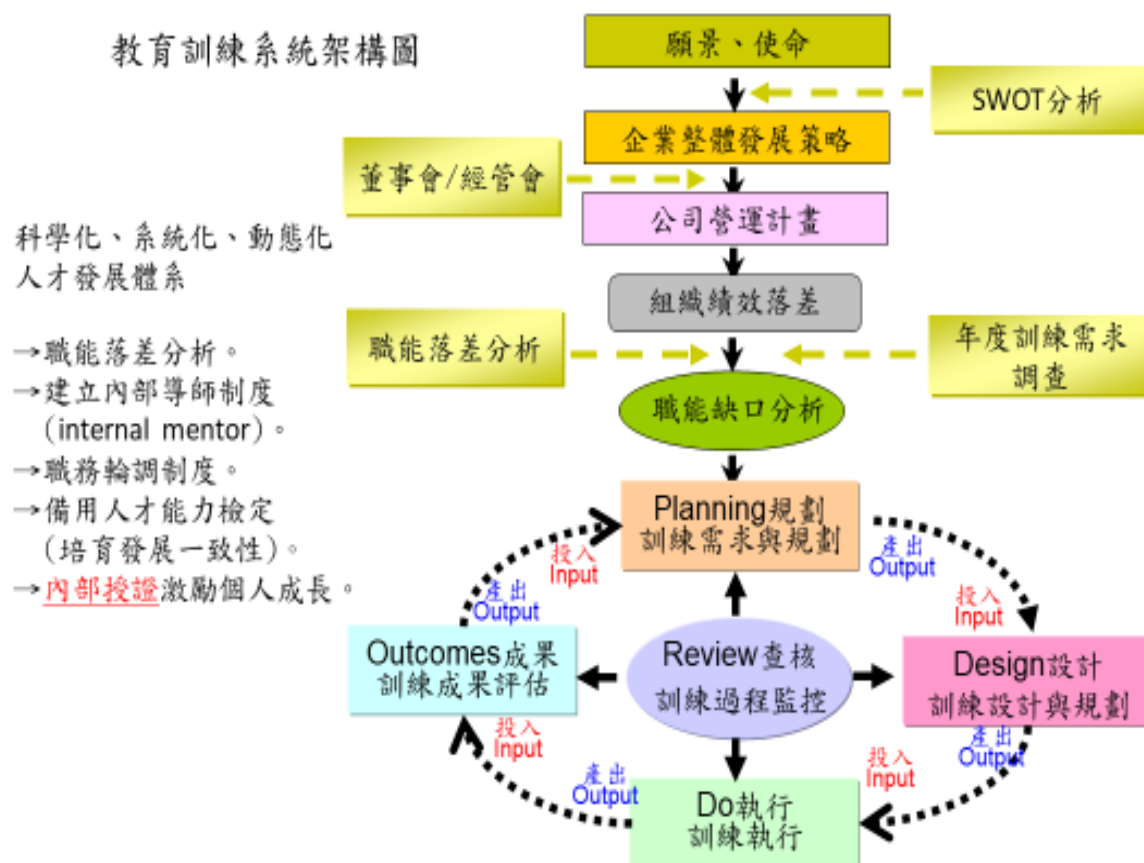 教育訓練系統架構圖
願景、使命
SWOT分析
企業整體發展策略
董事會/經管會
公司營運計畫
科學化、系統化、動態化
人才發展體系
組織績效落差
→職能落差分析。
→建立內部導師制度
(internal mentor)。
→職務輪調制度。
→備用人才能力檢定
(培育發展一致性)。
→內部授證激勵個人成長。
職能落差分析
年度訓練需求
調查
職能缺口分析
Planning規劃
訓練需求與規劃
投入
Input
產出
Output
產出
Output
投入
Input
Outcomes成果
訓練成果評估
Review查核
訓練過程監控
Design設計
訓練設計與規劃
投入
Input
產出
Output
投入
Input
產出
Output
Do執行
訓練執行